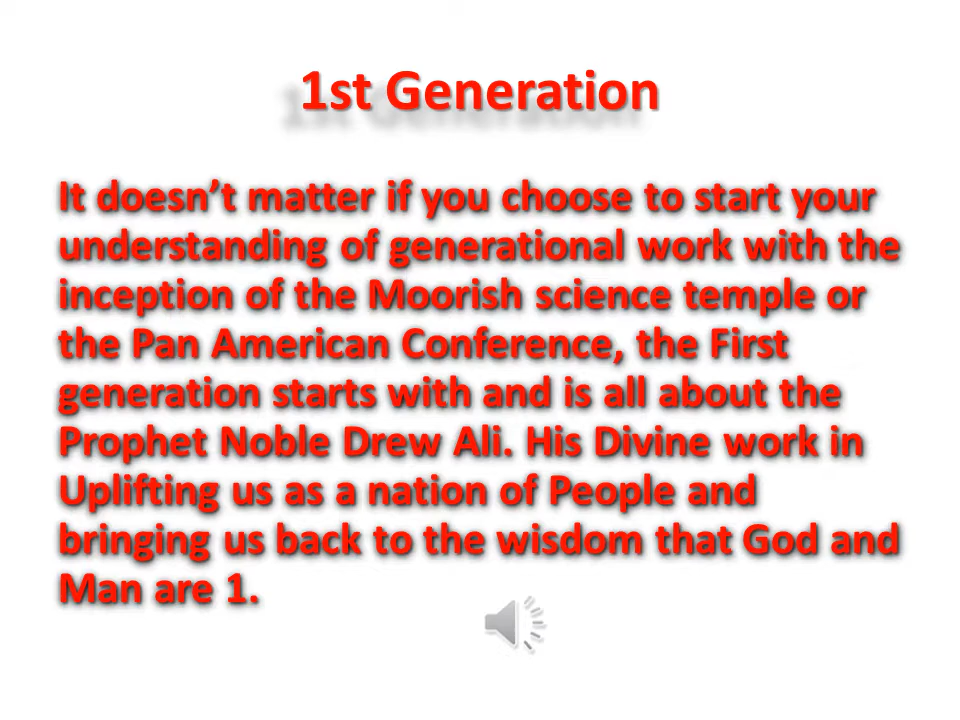 1st Generation
It doesn’t matter if you choose to start your
understanding of generational work with the
inception of the Moorish science temple or
the Pan American Conference, the First
generation starts with and is all about the
Prophet Noble Drew Ali. His Divine work in
Uplifting us as a nation of People and
bringing us back to the wisdom that God and
Man are 1.